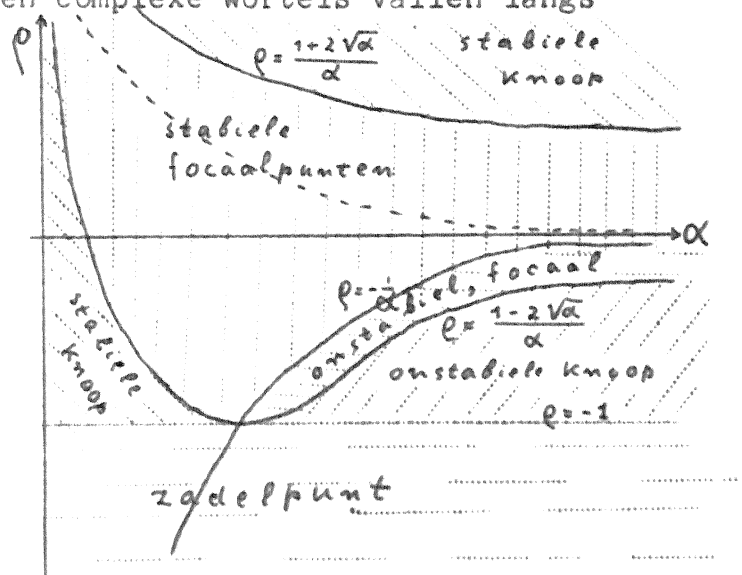 en complexe wortels vallen langs
ρ
ρ = (1+2√α)/α
stabiele
knoop
stabiele
focaalpunten
α
ρ = -1/α
onstabiel, focaal
ρ = (1-2√α)/α
stabiele
knoop
onstabiele knoop
ρ = -1
zadelpunt